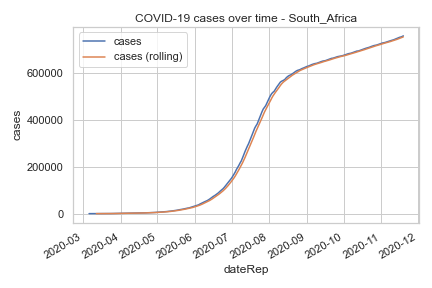 COVID-19 cases over time - South_Africa
cases
cases (rolling)
cases
600000
400000
200000
0
2020-03
2020-04
2020-05
2020-06
2020-07
2020-08
2020-09
2020-10
2020-11
2020-12
dateRep